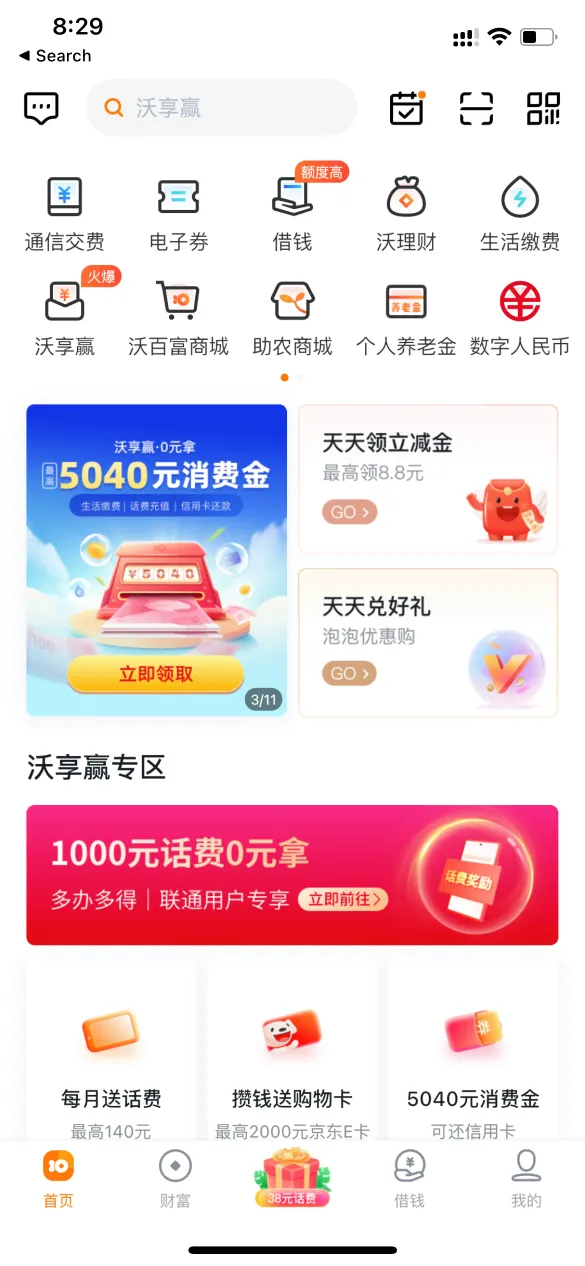 8:29
Search
沃享赢
额度高
通信交费
电子券
借钱
沃理财
生活缴费
火爆
养老金
沃享赢
沃百富商城
助农商城
个人养老金
数字人民币
沃享赢·0元拿
最高5040元消费金
生活缴费|话费充值|信用卡还款
¥5040
立即领取
3/11
天天领立减金
最高领8.8元
GO
天天兑好礼
泡泡优惠购
GO
沃享赢专区
1000元话费0元拿
多办多得|联通用户专享
立即前往
话费奖励
券
每月送话费
攒钱送购物卡
5040元消费金
最高140元
最高2000元京东E卡
可还信用卡
38元话费
首页
财富
借钱
我的